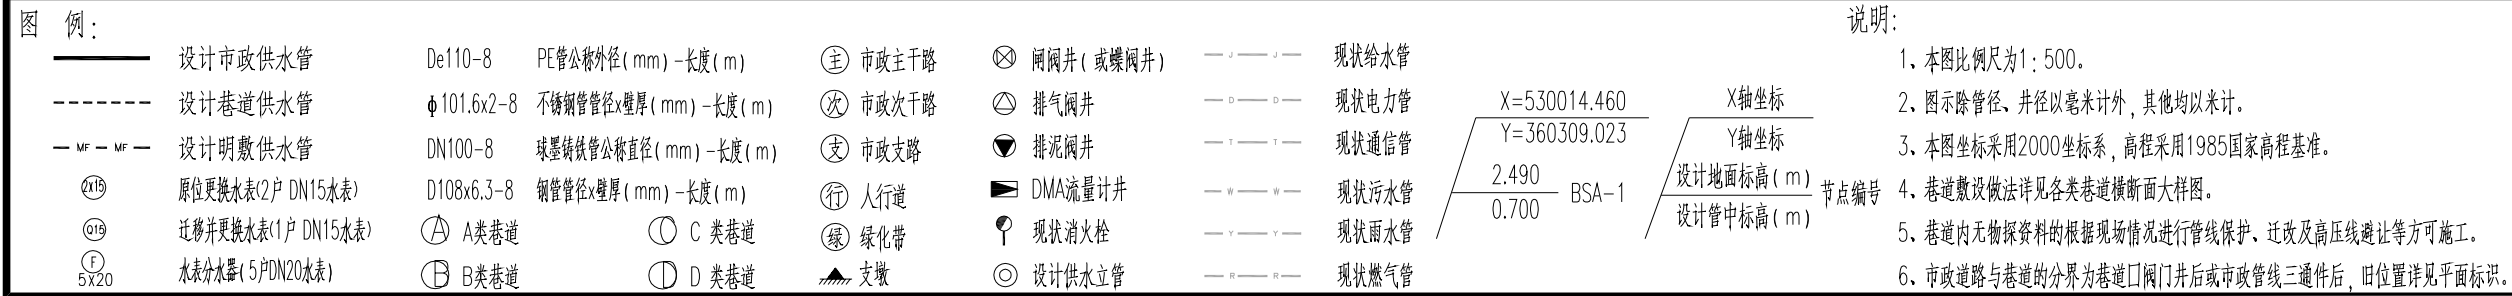 图 例:
设计市政供水管
De110-8 PE管公称外径(mm)-长度(m)
设计巷道供水管
ϕ101.6x2-8 不锈钢管管径x壁厚(mm)-长度(m)
MF MF 设计明敷供水管
DN100-8 球墨铸铁管公称直径(mm)-长度(m)
2x15 原位更换水表(2户 DN15水表)
D108x6.3-8 钢管管径x壁厚(mm)-长度(m)
Q15 迁移并更换水表(1户 DN15水表)
A A类巷道
C C 类巷道
F
5x20
水表分水器(5户DN20水表)
B B类巷道
D D 类巷道
主 市政主干路
次 市政次干路
支 市政支路
行 人行道
绿 绿化带
支墩
闸阀井(或蝶阀井)
排气阀井
排泥阀井
DMA流量计井
现状消火栓
设计供水立管
J J 现状给水管
D D 现状电力管
T T 现状通信管
W W 现状污水管
Y Y 现状雨水管
R R 现状燃气管
X=530014.460
Y=360309.023
2.490
0.700
BSA-1
X轴坐标
Y轴坐标
设计地面标高(m)
设计管中标高(m)
节点编号
说明:
1、本图比例尺为1:500。
2、图示除管径、井径以毫米计外,其他均以米计。
3、本图坐标采用2000坐标系,高程采用1985国家高程基准。
4、巷道敷设做法详见各类巷道横断面大样图。
5、巷道内无物探资料的根据现场情况进行管线保护、迁改及高压线避让等方可施工。
6、市政道路与巷道的分界为巷道口阀门井后或市政管线三通件后,旧位置详见平面标识。